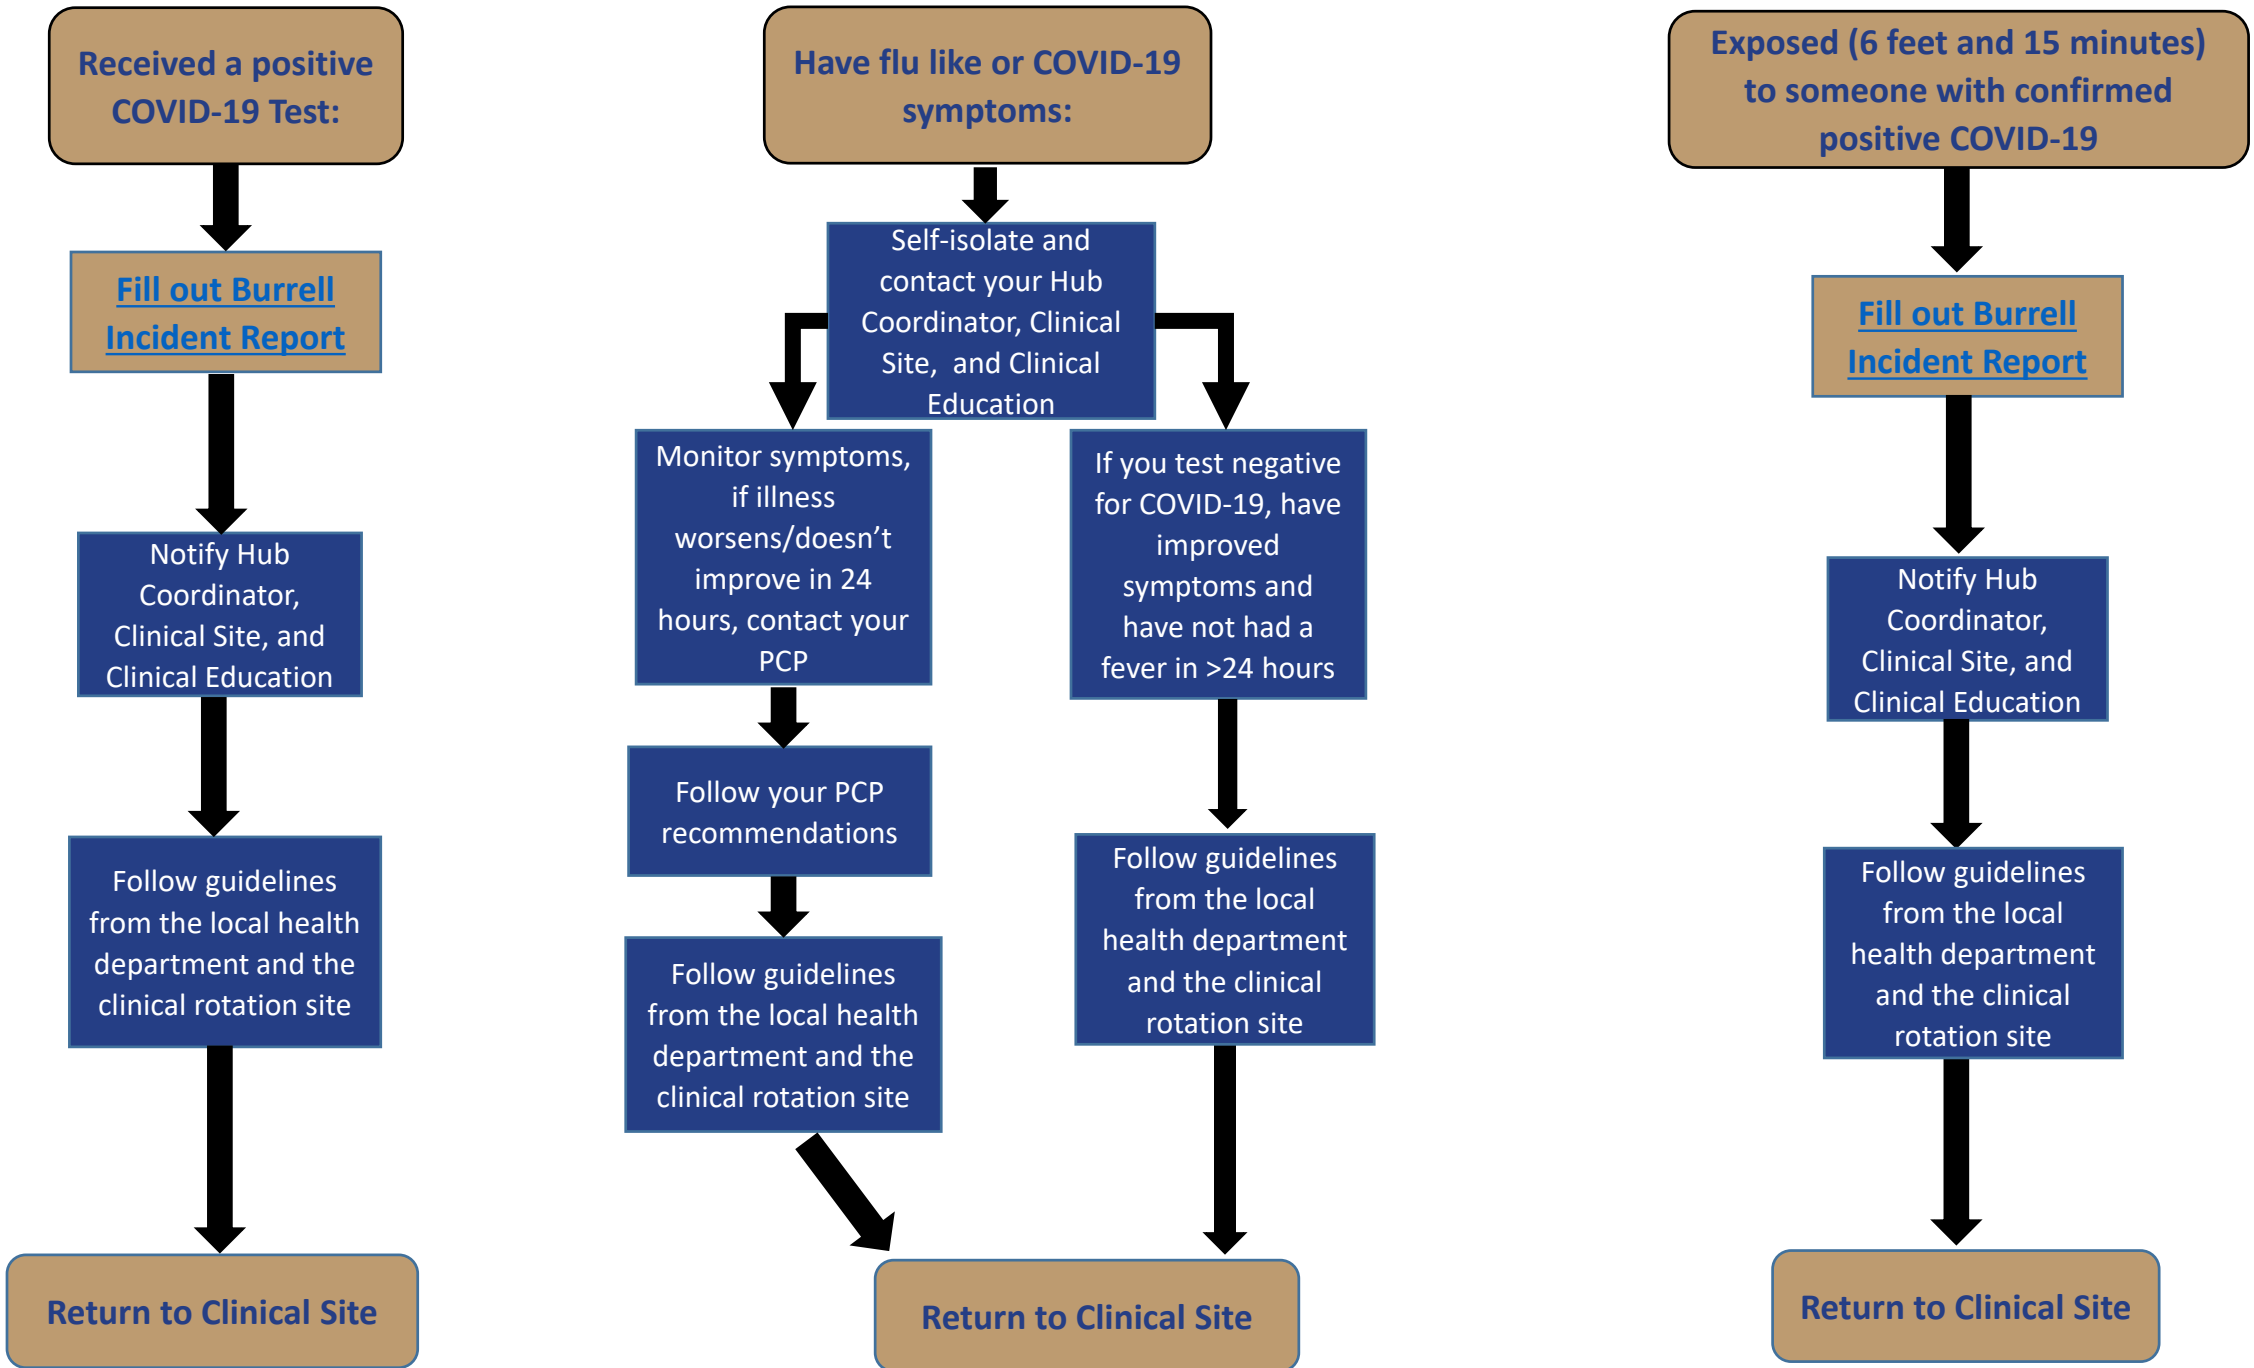 Received a positive
COVID-19 Test:
Fill out Burrell
Incident Report
Notify Hub
Coordinator,
Clinical Site, and
Clinical Education
Follow guidelines
from the local health
department and the
clinical rotation site
Return to Clinical Site
Have flu like or COVID-19
symptoms:
Self-isolate and
contact your Hub
Coordinator, Clinical
Site,  and Clinical
Education
Monitor symptoms,
if illness
worsens/doesn’t
improve in 24
hours, contact your
PCP
Follow your PCP
recommendations
Follow guidelines
from the local health
department and the
clinical rotation site
If you test negative
for COVID-19, have
improved
symptoms and
have not had a
fever in >24 hours
Follow guidelines
from the local
health department
and the clinical
rotation site
Return to Clinical Site
Exposed (6 feet and 15 minutes)
to someone with confirmed
positive COVID-19
Fill out Burrell
Incident Report
Notify Hub
Coordinator,
Clinical Site, and
Clinical Education
Follow guidelines
from the local
health department
and the clinical
rotation site
Return to Clinical Site